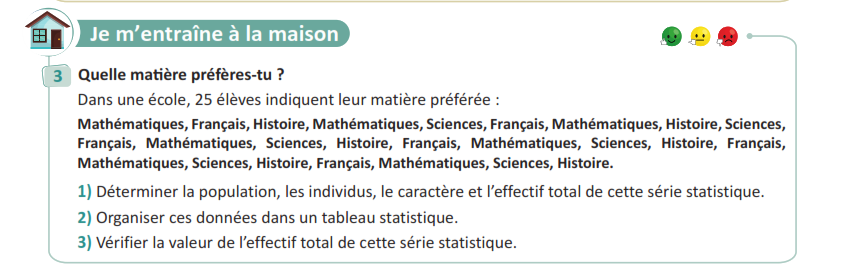 Je m'entraîne à la maison
3 Quelle matière préfères-tu ?
Dans une école, 25 élèves indiquent leur matière préférée :
Mathématiques, Français, Histoire, Mathématiques, Sciences, Français, Mathématiques, Histoire, Sciences,
Français, Mathématiques, Sciences, Histoire, Français, Mathématiques, Sciences, Histoire, Français,
Mathématiques, Sciences, Histoire, Français, Mathématiques, Sciences, Histoire.
1) Déterminer la population, les individus, le caractère et l'effectif total de cette série statistique.
2) Organiser ces données dans un tableau statistique.
3) Vérifier la valeur de l'effectif total de cette série statistique.